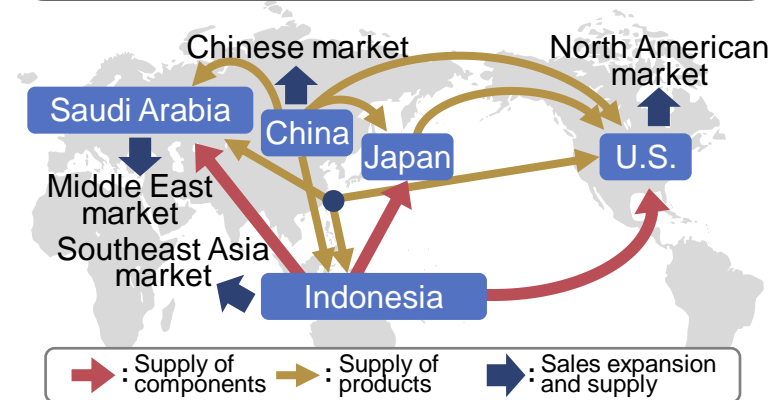 Chinese market
North American
market
Saudi Arabia
China
Japan
U.S.
Middle East
market
Southeast Asia
market
Indonesia
: Supply of
components
: Supply of
products
: Sales expansion
and supply